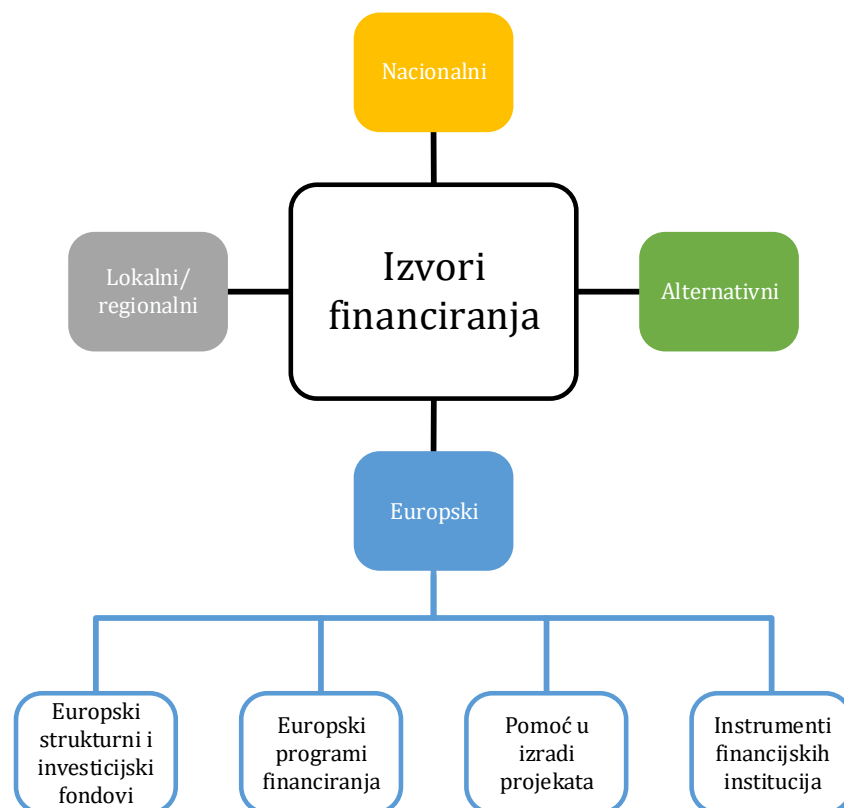 Nacionalni
Lokalni/
regionalni
Izvori
financiranja
Alternativni
Europski
Europski
strukturni i
investicijski
fondovi
Europski
programi
financiranja
Pomoć u
izradi
projekata
Instrumenti
financijskih
institucija